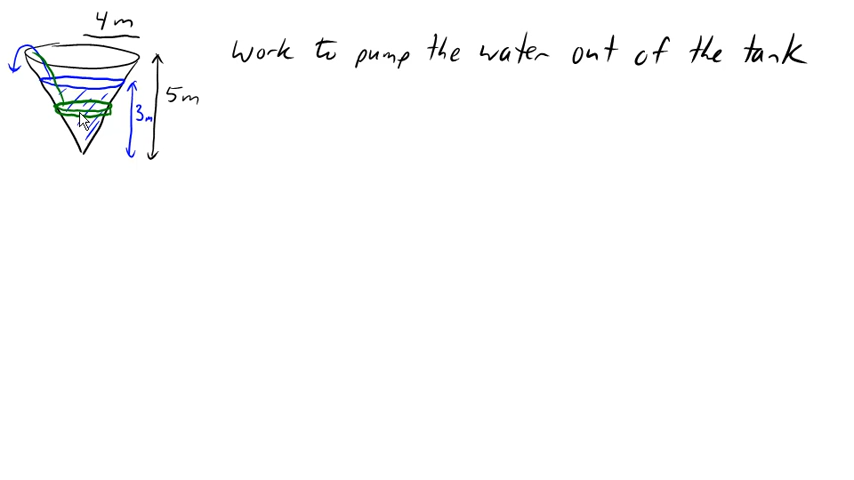 4m
work to pump the water out of the tank
5m
3m